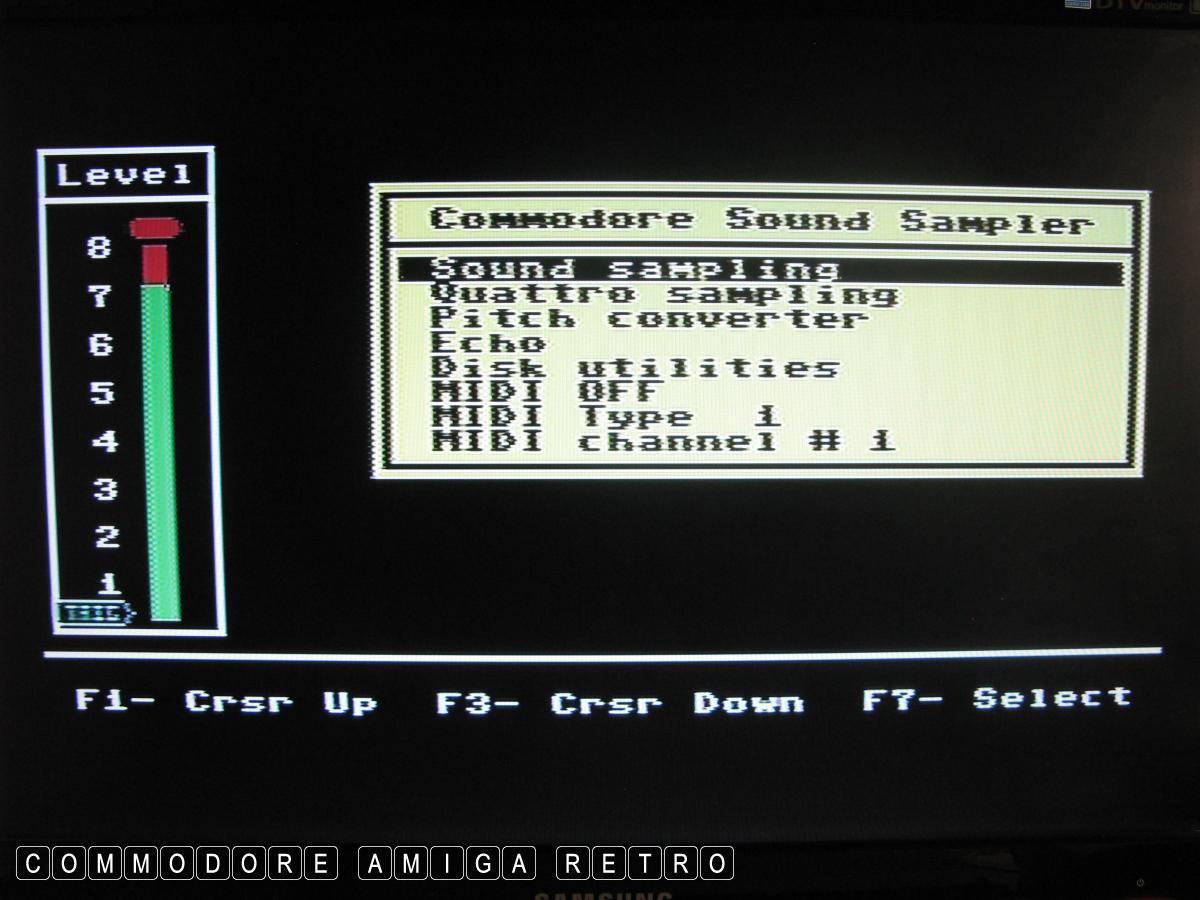 DTV monitor
Level
8
7
6
5
4
3
2
1
Commodore Sound Sampler
Sound sampling
Quattro sampling
Pitch converter
Echo
Disk utilities
MIDI OFF
MIDI Type 1
MIDI channel # 1
F1- Crsr Up F3- Crsr Down F7- Select
COMMODORE AMIGA RETRO
SAMSUNG